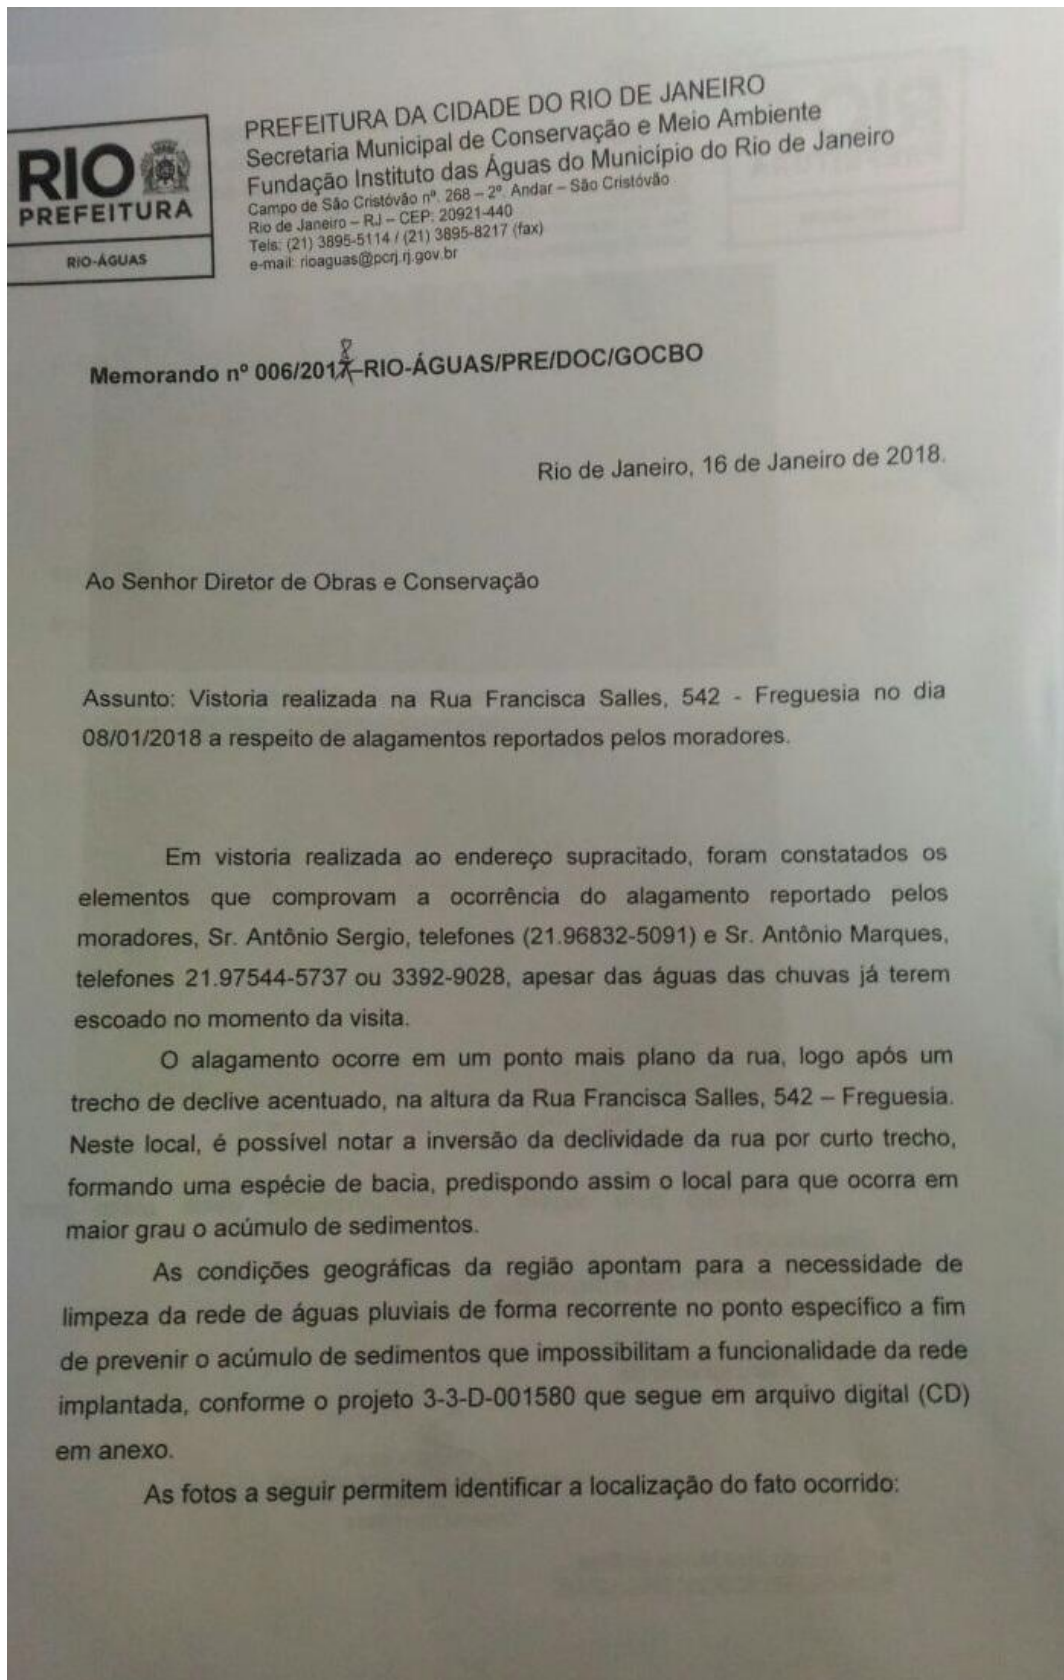 RIO
PREFEITURA
RIO-ÁGUAS
PREFEITURA DA CIDADE DO RIO DE JANEIRO
Secretaria Municipal de Conservação e Meio Ambiente
Fundação Instituto das Águas do Município do Rio de Janeiro
Campo de São Cristóvão nº. 268 – 2º. Andar – São Cristóvão
Rio de Janeiro – RJ – CEP: 20921-440
Tels: (21) 3895-5114 / (21) 3895-8217 (fax)
e-mail: rioaguas@pcrj.rj.gov.br
Memorando nº 006/2018-RIO-ÁGUAS/PRE/DOC/GOCBO
Rio de Janeiro, 16 de Janeiro de 2018.
Ao Senhor Diretor de Obras e Conservação
Assunto: Vistoria realizada na Rua Francisca Salles, 542 - Freguesia no dia
08/01/2018 a respeito de alagamentos reportados pelos moradores.
Em vistoria realizada ao endereço supracitado, foram constatados os
elementos que comprovam a ocorrência do alagamento reportado pelos
moradores, Sr. Antônio Sergio, telefones (21.96832-5091) e Sr. Antônio Marques,
telefones 21.97544-5737 ou 3392-9028, apesar das águas das chuvas já terem
escoado no momento da visita.
O alagamento ocorre em um ponto mais plano da rua, logo após um
trecho de declive acentuado, na altura da Rua Francisca Salles, 542 – Freguesia.
Neste local, é possível notar a inversão da declividade da rua por curto trecho,
formando uma espécie de bacia, predispondo assim o local para que ocorra em
maior grau o acúmulo de sedimentos.
As condições geográficas da região apontam para a necessidade de
limpeza da rede de águas pluviais de forma recorrente no ponto especifico a fim
de prevenir o acúmulo de sedimentos que impossibilitam a funcionalidade da rede
implantada, conforme o projeto 3-3-D-001580 que segue em arquivo digital (CD)
em anexo.
As fotos a seguir permitem identificar a localização do fato ocorrido: